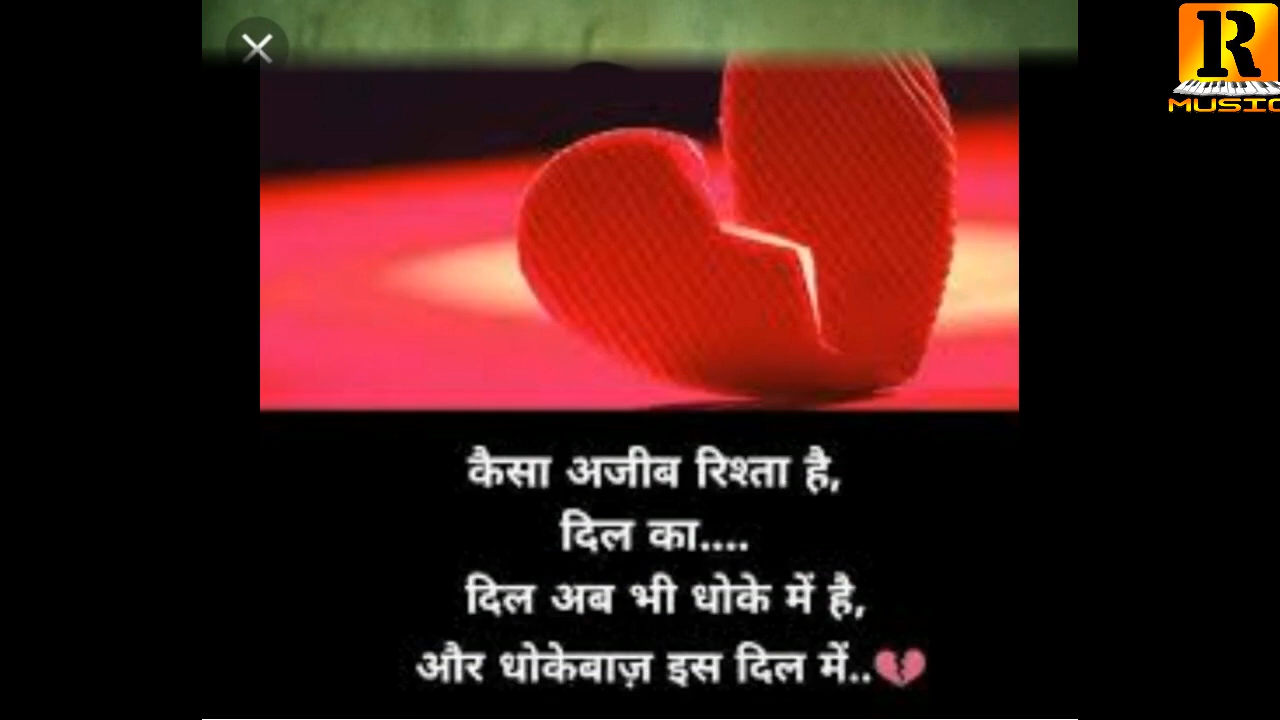 R
MUSIC
कैसा अजीब रिश्ता है,
दिल का....
दिल अब भी धोके में है,
और धोकेबाज़ इस दिल में..💔